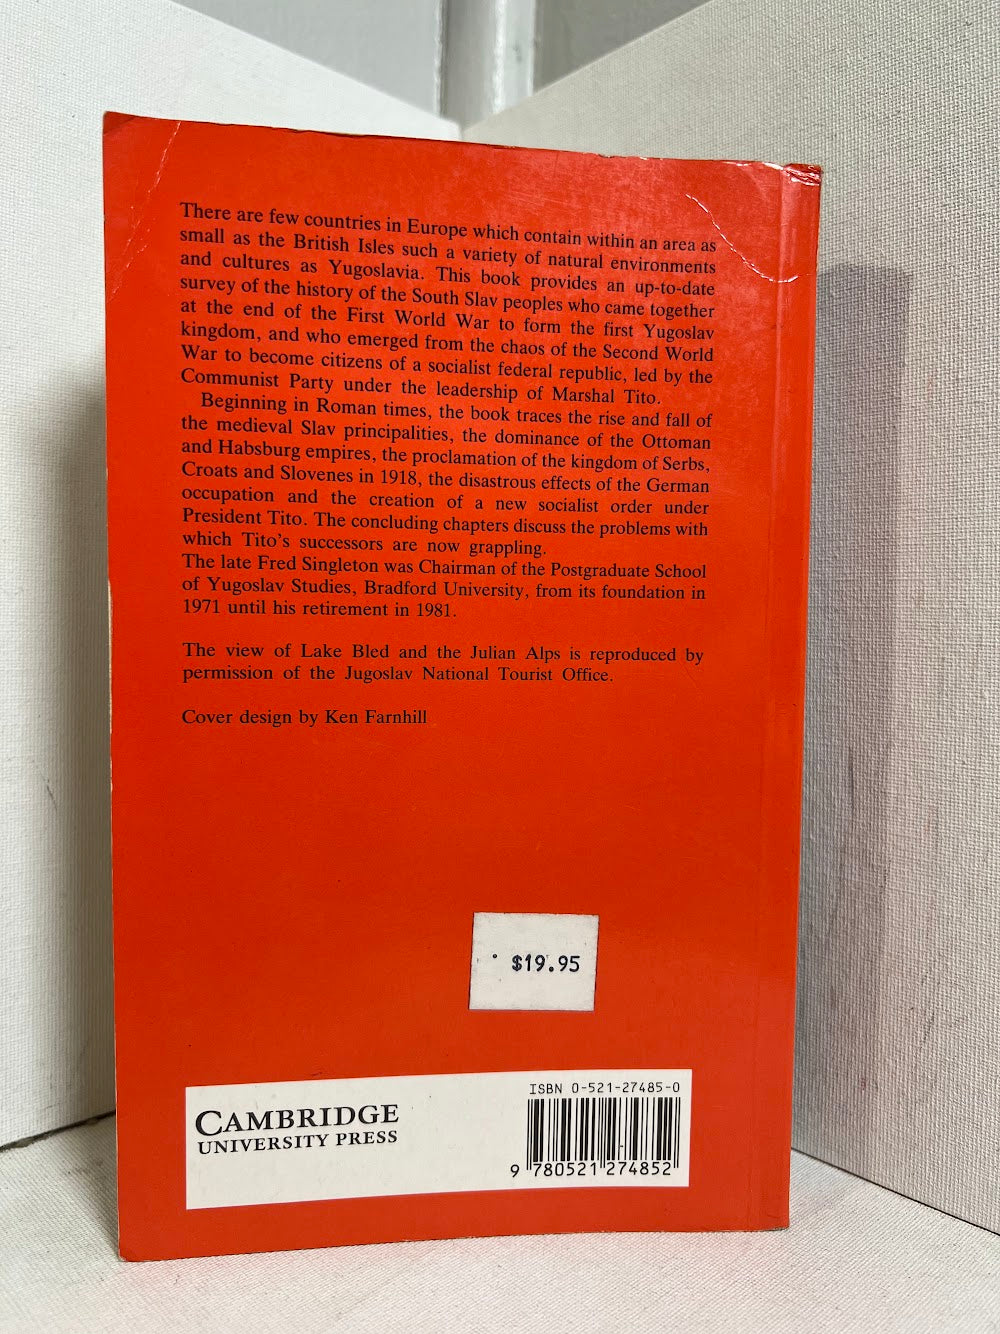 There are few countries in Europe which contain within an area as
small as the British Isles such a variety of natural environments
and cultures as Yugoslavia. This book provides an up-to-date
survey of the history of the South Slav peoples who came together
at the end of the First World War to form the first Yugoslav
kingdom, and who emerged from the chaos of the Second World
War to become citizens of a socialist federal republic, led by the
Communist Party under the leadership of Marshal Tito.
Beginning in Roman times, the book traces the rise and fall of
the medieval Slav principalities, the dominance of the Ottoman
and Habsburg empires, the proclamation of the kingdom of Serbs,
Croats and Slovenes in 1918, the disastrous effects of the German
occupation and the creation of a new socialist order under
President Tito. The concluding chapters discuss the problems with
which Tito's successors are now grappling.
The late Fred Singleton was Chairman of the Postgraduate School
of Yugoslav Studies, Bradford University, from its foundation in
1971 until his retirement in 1981.
The view of Lake Bled and the Julian Alps is reproduced by
permission of the Jugoslav National Tourist Office.
Cover design by Ken Farnhill
$19.95
CAMBRIDGE
UNIVERSITY PRESS
ISBN 0-521-27485-0
9 780521 274852